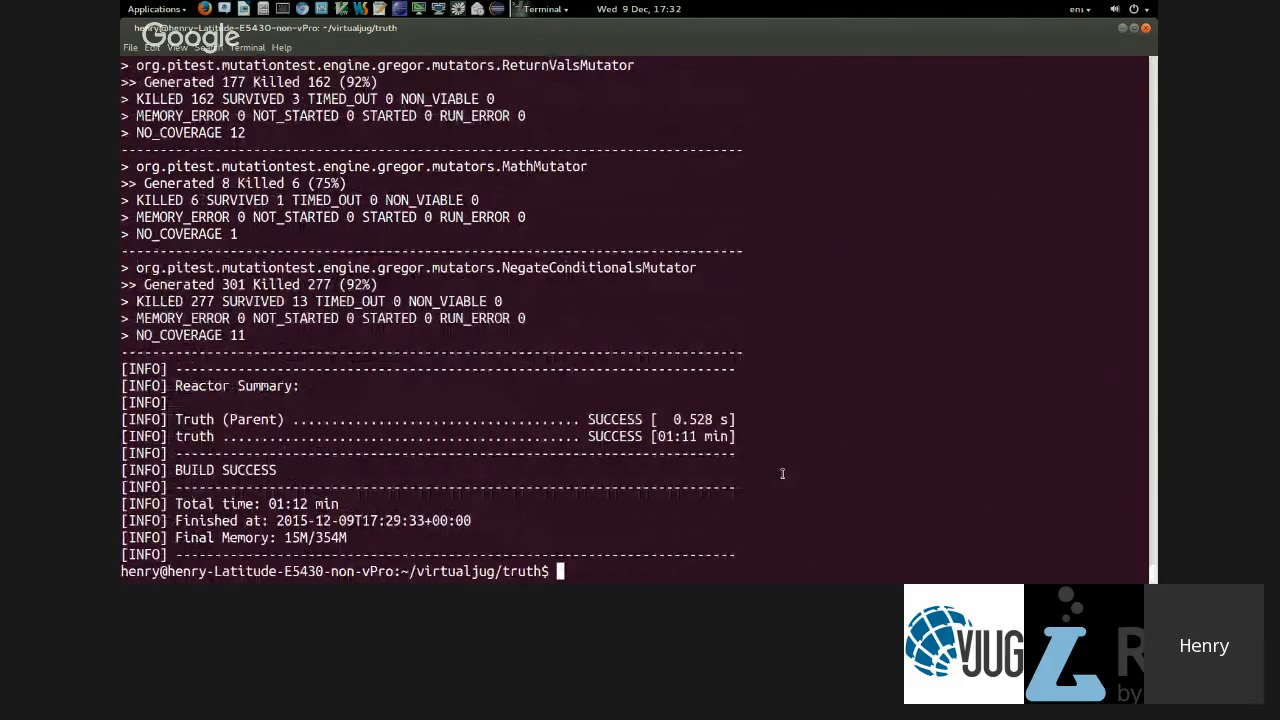 Applications
Terminal
Wed 9 Dec, 17:32
en
Google
henry@henry-Latitude-E5430-non-vPro: ~/virtualjug/truth
File Edit View Search Terminal Help
> org.pitest.mutationtest.engine.gregor.mutators.ReturnValsMutator
>> Generated 177 Killed 162 (92%)
> KILLED 162 SURVIVED 3 TIMED_OUT 0 NON_VIABLE 0
> MEMORY_ERROR 0 NOT_STARTED 0 STARTED 0 RUN_ERROR 0
> NO_COVERAGE 12
--------------------------------------------------------------------------------
> org.pitest.mutationtest.engine.gregor.mutators.MathMutator
>> Generated 8 Killed 6 (75%)
> KILLED 6 SURVIVED 1 TIMED_OUT 0 NON_VIABLE 0
> MEMORY_ERROR 0 NOT_STARTED 0 STARTED 0 RUN_ERROR 0
> NO_COVERAGE 1
--------------------------------------------------------------------------------
> org.pitest.mutationtest.engine.gregor.mutators.NegateConditionalsMutator
>> Generated 301 Killed 277 (92%)
> KILLED 277 SURVIVED 13 TIMED_OUT 0 NON_VIABLE 0
> MEMORY_ERROR 0 NOT_STARTED 0 STARTED 0 RUN_ERROR 0
> NO_COVERAGE 11
--------------------------------------------------------------------------------
[INFO] ------------------------------------------------------------------------
[INFO] Reactor Summary:
[INFO]
[INFO] Truth (Parent) ..................................... SUCCESS [  0.528 s]
[INFO] truth .............................................. SUCCESS [01:11 min]
[INFO] ------------------------------------------------------------------------
[INFO] BUILD SUCCESS
[INFO] ------------------------------------------------------------------------
[INFO] Total time: 01:12 min
[INFO] Finished at: 2015-12-09T17:29:33+00:00
[INFO] Final Memory: 15M/354M
[INFO] ------------------------------------------------------------------------
henry@henry-Latitude-E5430-non-vPro:~/virtualjug/truth$
vJUG
R
by
Henry